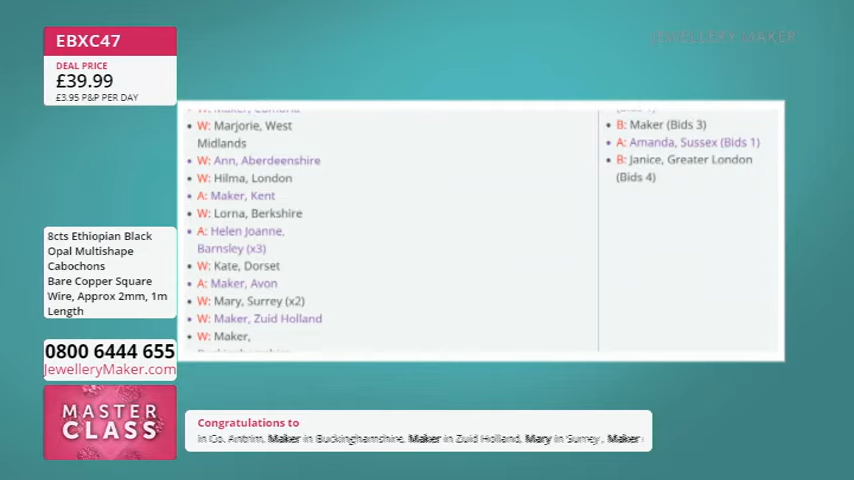 EBXC47
DEAL PRICE
£39.99
£3.95 P&P PER DAY
JEWELLERY MAKER
W: Maker, Cumbria
W: Marjorie, West
Midlands
W: Ann, Aberdeenshire
W: Hilma, London
A: Maker, Kent
W: Lorna, Berkshire
A: Helen Joanne,
Barnsley (x3)
W: Kate, Dorset
A: Maker, Avon
W: Mary, Surrey (x2)
W: Maker, Zuid Holland
W: Maker,
B: Maker (Bids 3)
A: Amanda, Sussex (Bids 1)
B: Janice, Greater London
(Bids 4)
8cts Ethiopian Black
Opal Multishape
Cabochons
Bare Copper Square
Wire, Approx 2mm, 1m
Length
0800 6444 655
JewelleryMaker.com
MASTER
CLASS
Congratulations to
in Co. Antrim, Maker in Buckinghamshire, Maker in Zuid Holland, Mary in Surrey , Maker